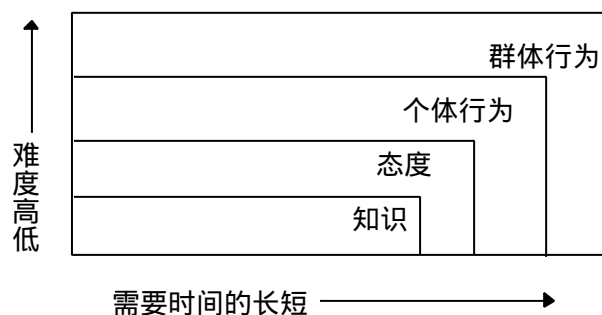 群体行为
个体行为
态度
知识
难度高低
需要时间的长短